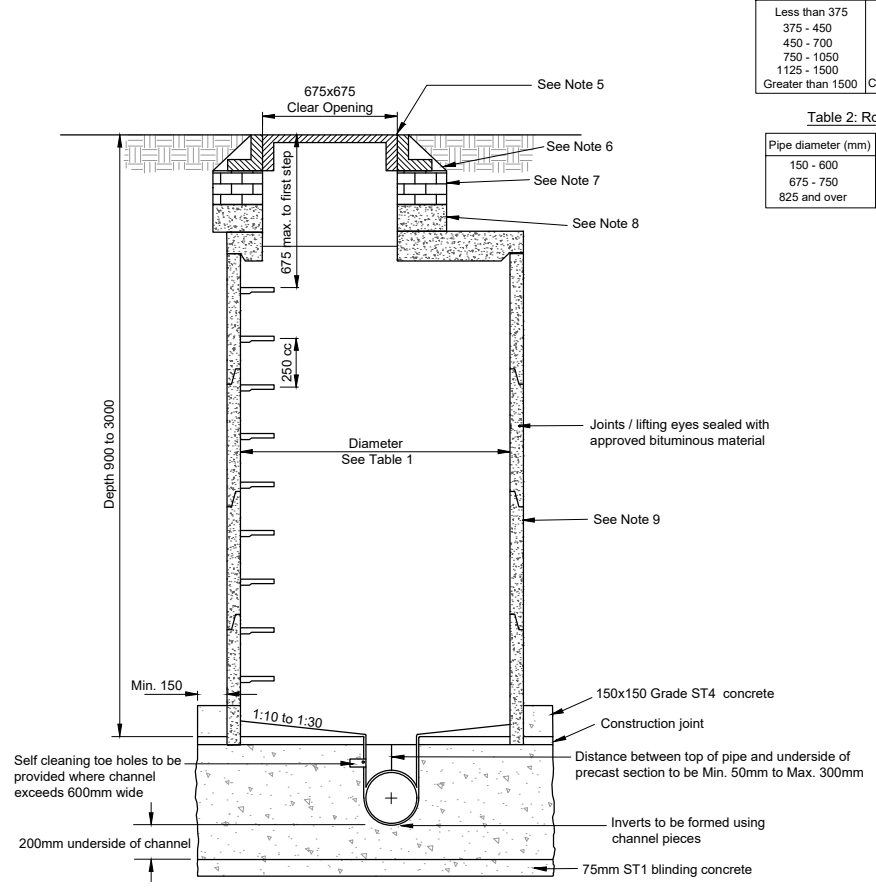 Less than 375
375 - 450
450 - 700
750 - 1050
1125 - 1500
Greater than 1500
Table 2:
Pipe diameter (mm)
150 - 600
675 - 750
825 and over
675x675
Clear Opening
See Note 5
See Note 6
See Note 7
See Note 8
675 max. to first step
250 cc
Depth 900 to 3000
Diameter
See Table 1
Joints / lifting eyes sealed with
approved bituminous material
See Note 9
Min. 150
1:10 to 1:30
150x150 Grade ST4 concrete
Construction joint
Self cleaning toe holes to be
provided where channel
exceeds 600mm wide
Distance between top of pipe and underside of
precast section to be Min. 50mm to Max. 300mm
200mm underside of channel
Inverts to be formed using
channel pieces
75mm ST1 blinding concrete